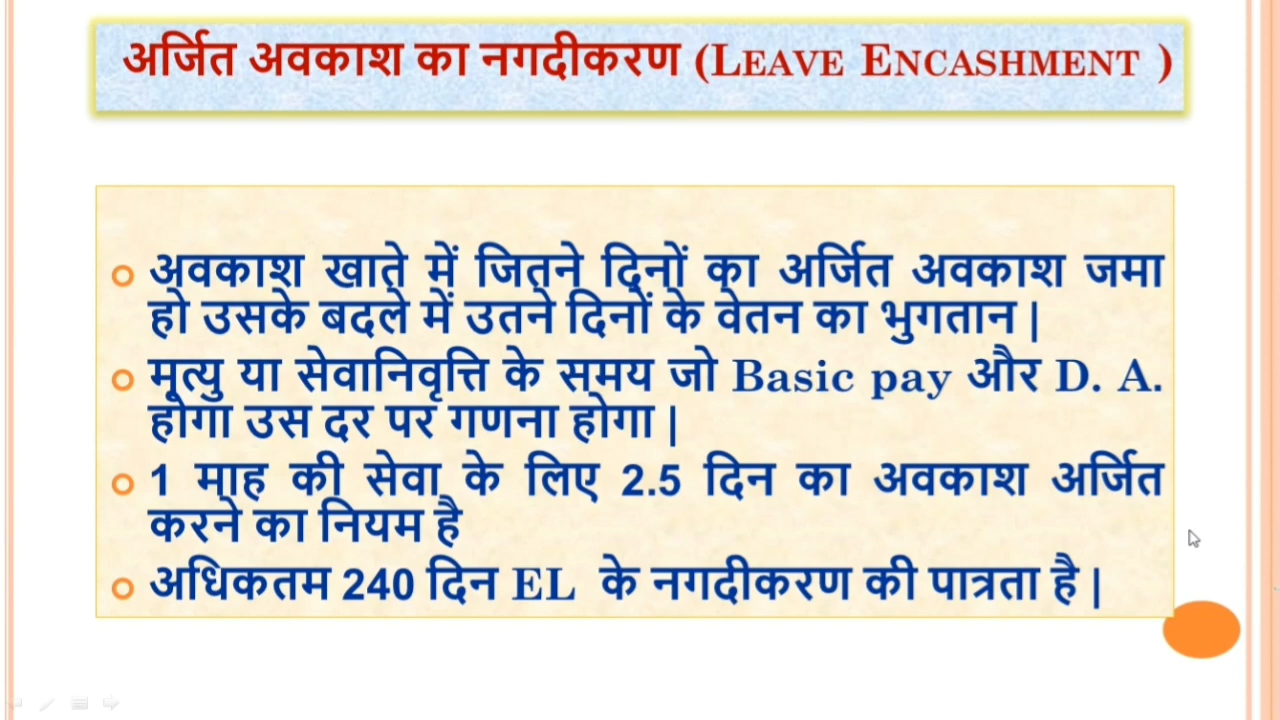 अर्जित अवकाश का नगदीकरण (LEAVE ENCASHMENT )
अवकाश खाते में जितने दिनों का अर्जित अवकाश जमा
हो उसके बदले में उतने दिनों के वेतन का भुगतान |
मृत्यु या सेवानिवृत्ति के समय जो Basic pay और D. A.
होगा उस दर पर गणना होगा |
1 माह की सेवा के लिए 2.5 दिन का अवकाश अर्जित
करने का नियम है
अधिकतम 240 दिन EL के नगदीकरण की पात्रता है |